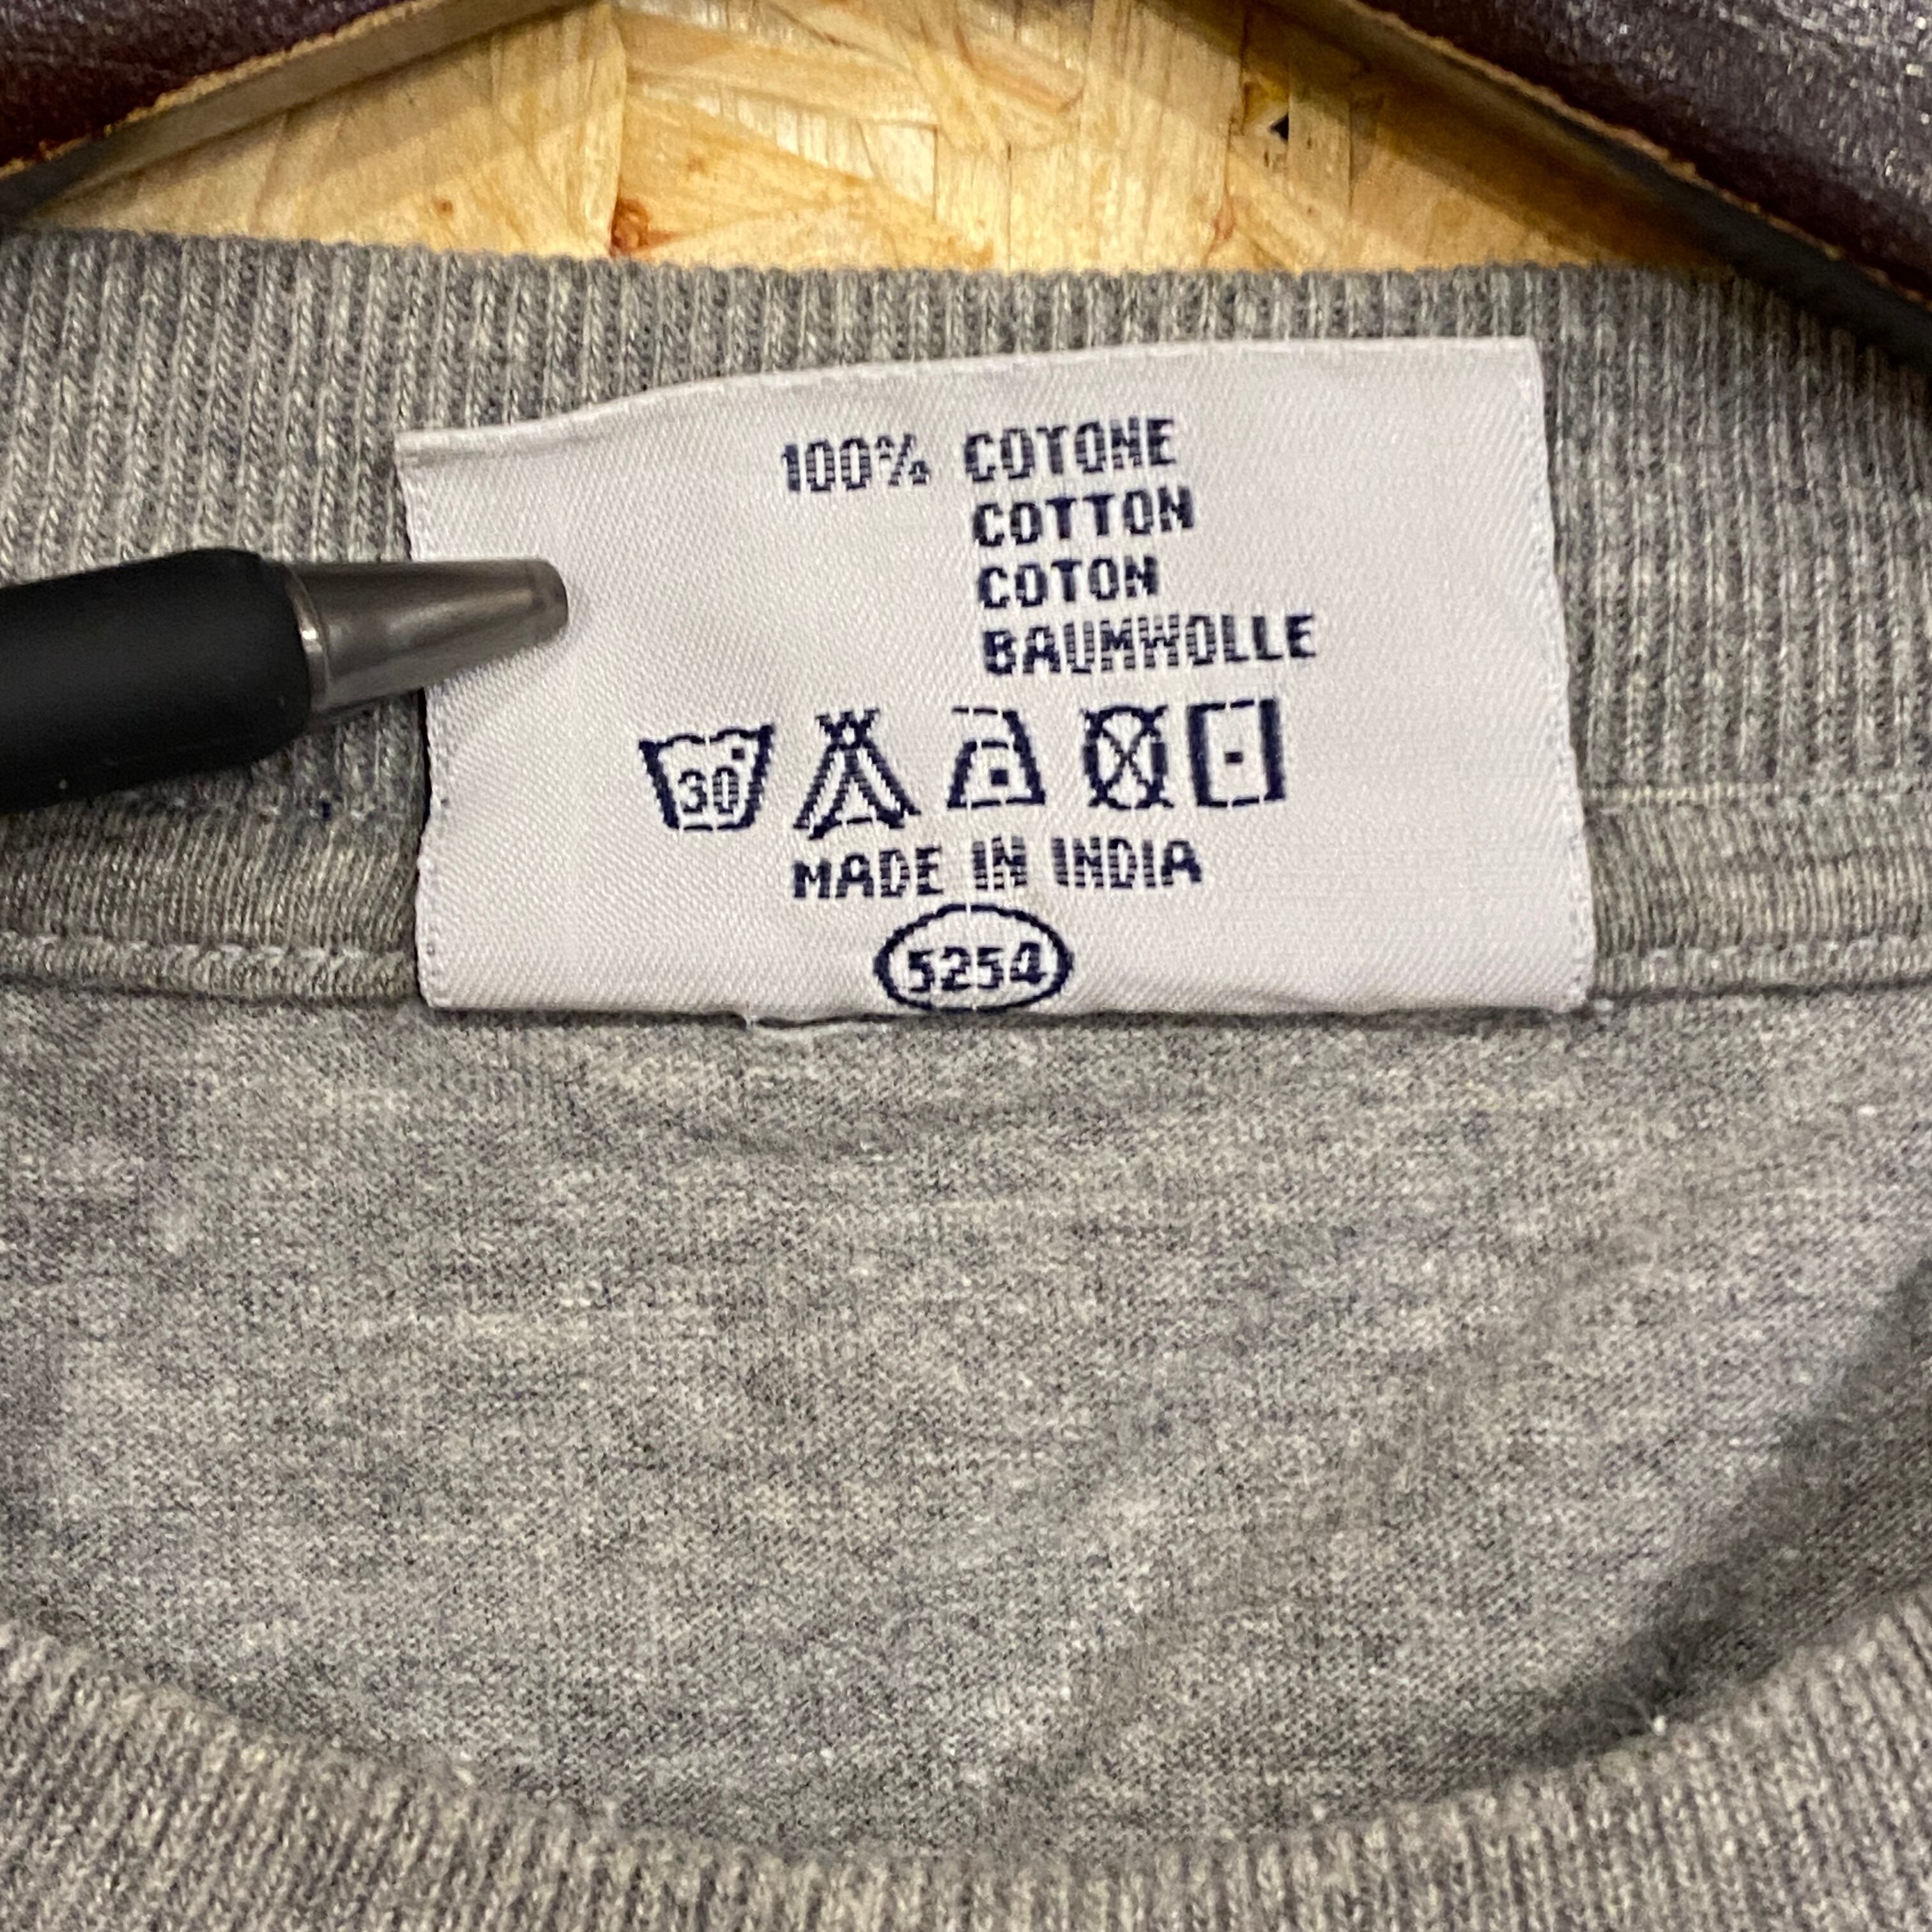 100% COTONE
COTTON
COTON
BAUMWOLLE
30°
MADE IN INDIA
5254